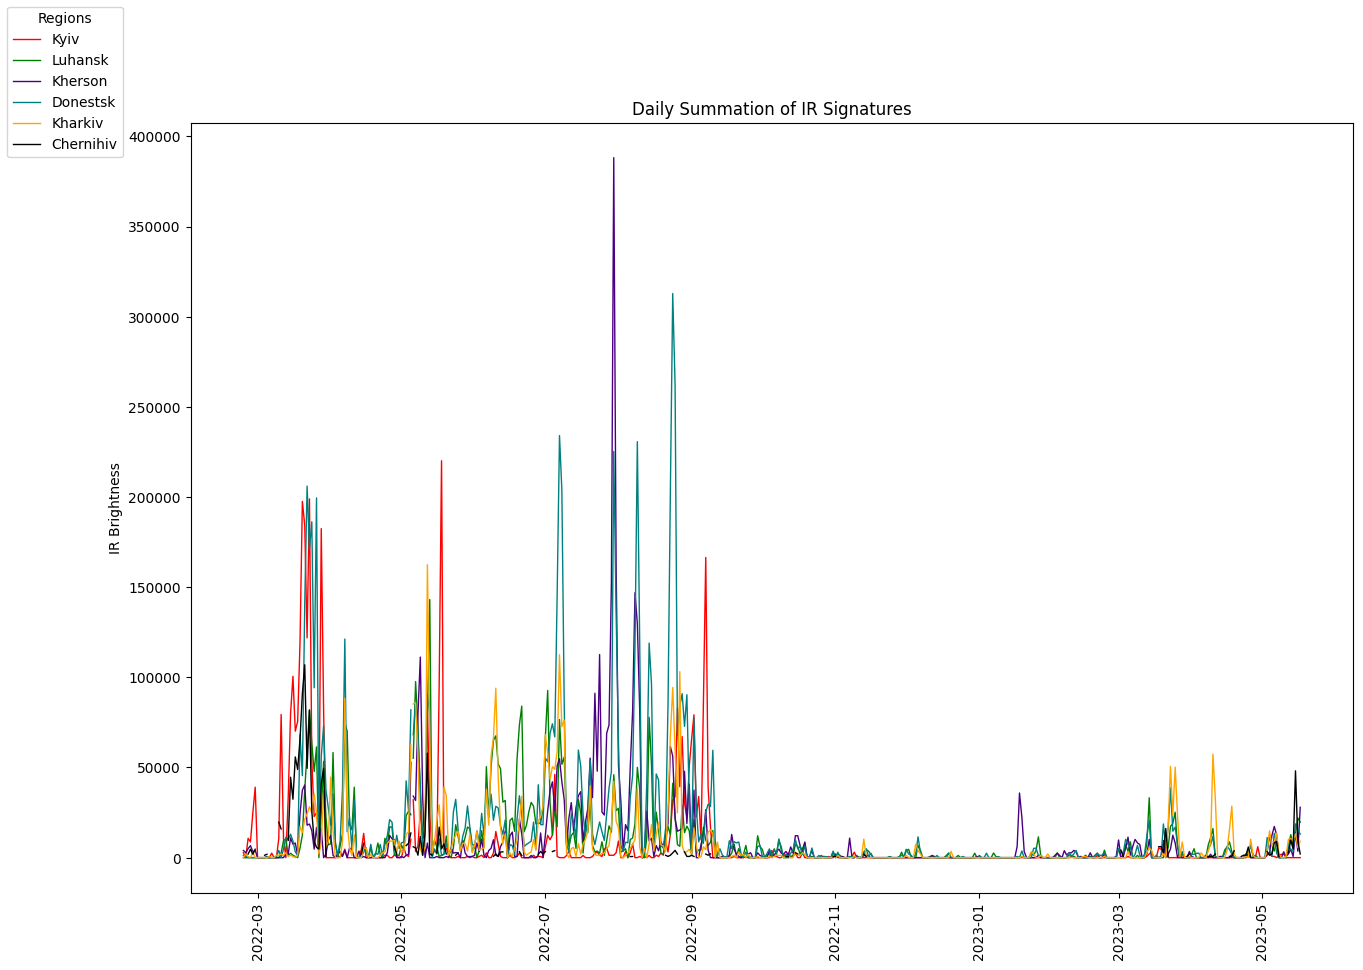 Regions
Kyiv
Luhansk
Kherson
Donestsk
Kharkiv
Chernihiv
Daily Summation of IR Signatures
IR Brightness
400000
350000
300000
250000
200000
150000
100000
50000
0
2022-03
2022-05
2022-07
2022-09
2022-11
2023-01
2023-03
2023-05